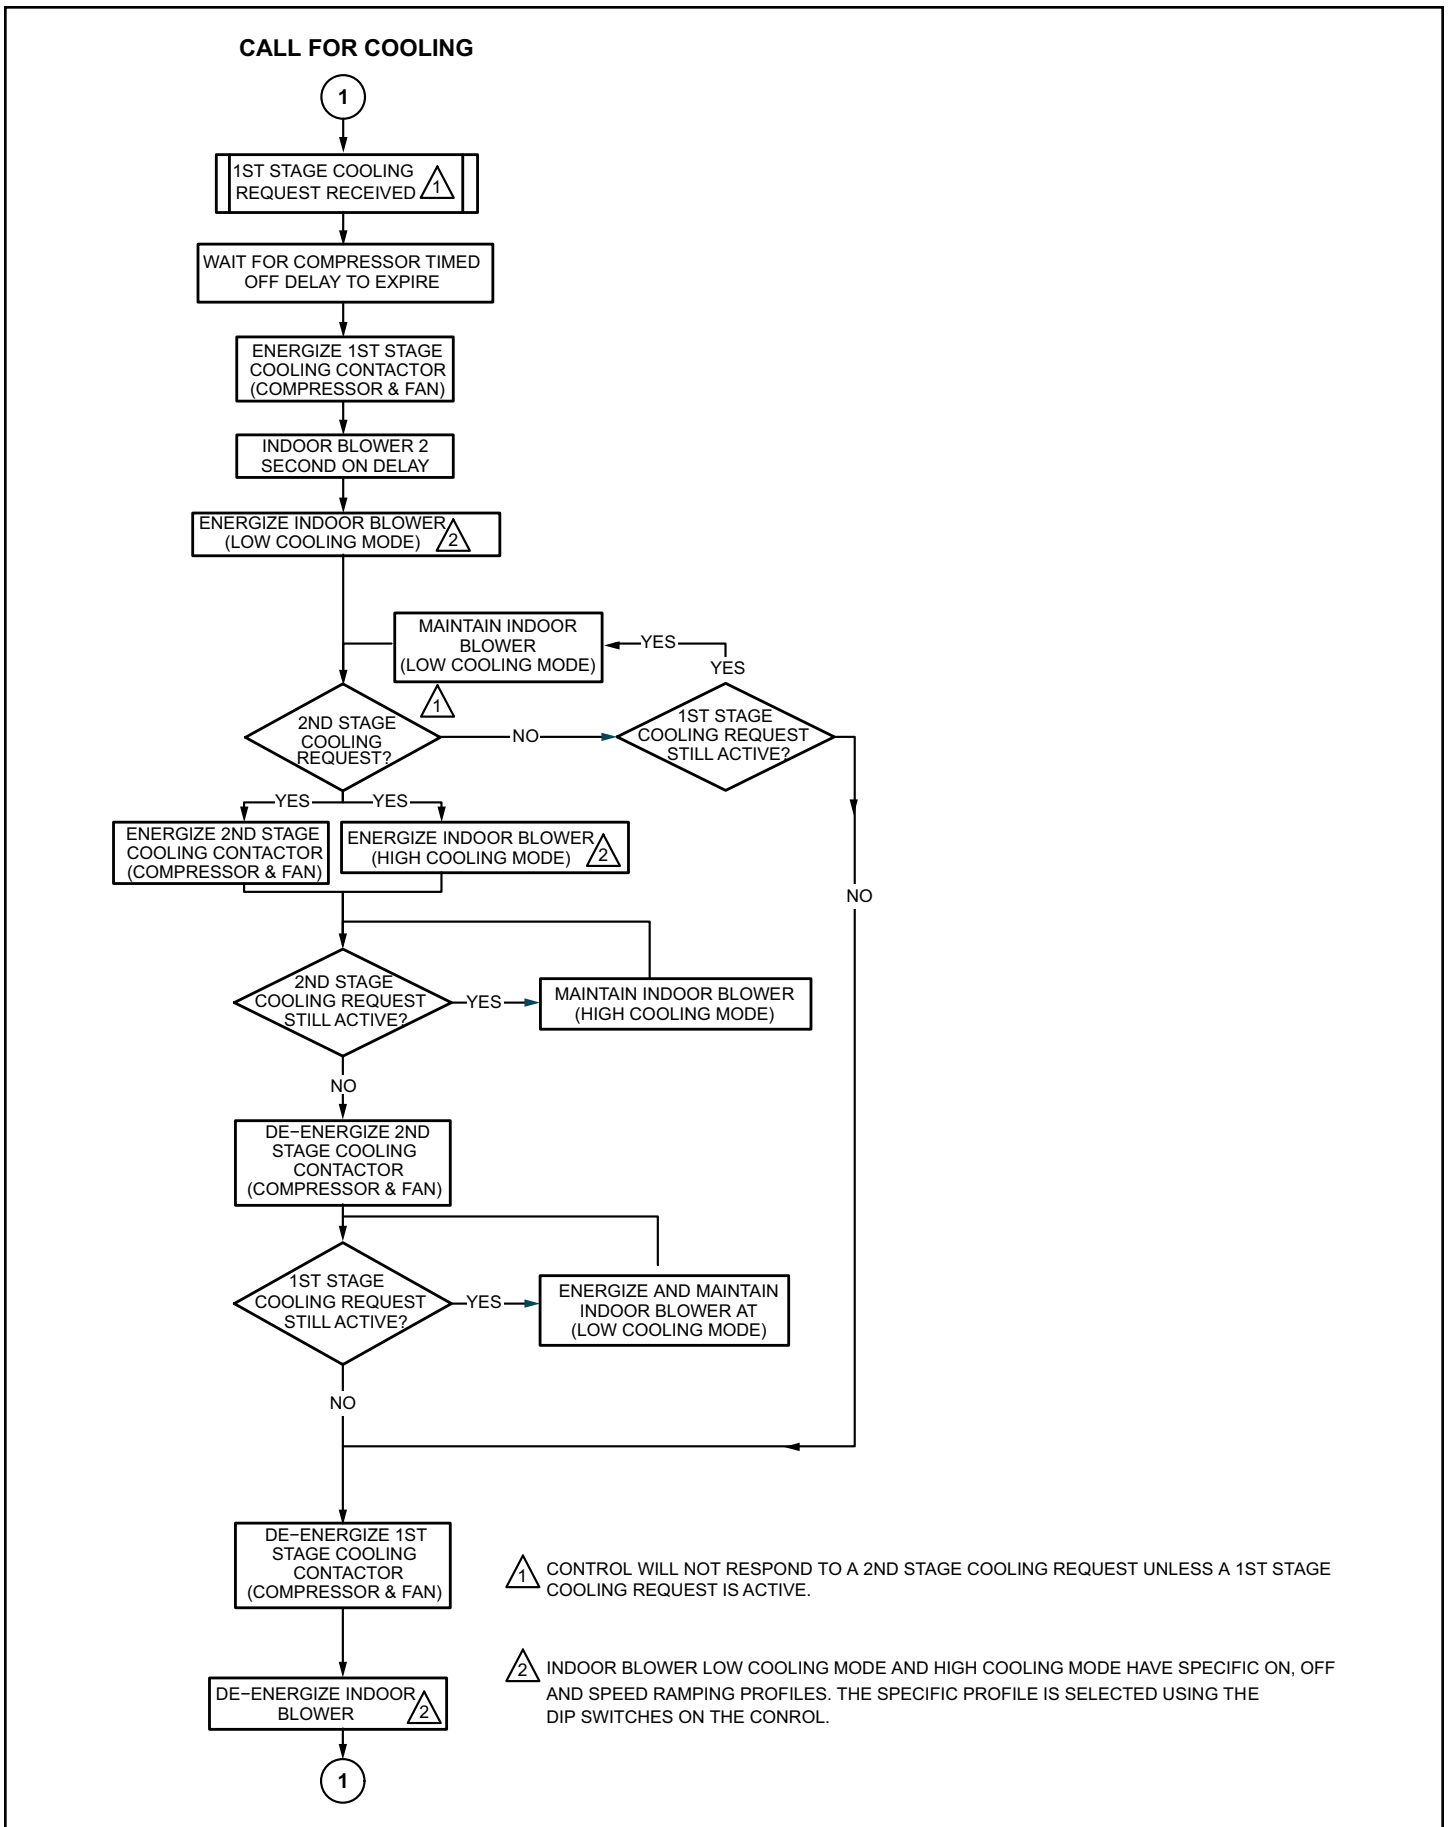 CALL FOR COOLING
1
1ST STAGE COOLING
REQUEST RECEIVED 1
WAIT FOR COMPRESSOR TIMED
OFF DELAY TO EXPIRE
ENERGIZE 1ST STAGE
COOLING CONTACTOR
(COMPRESSOR & FAN)
INDOOR BLOWER 2
SECOND ON DELAY
ENERGIZE INDOOR BLOWER
(LOW COOLING MODE) 2
MAINTAIN INDOOR
BLOWER
(LOW COOLING MODE)
YES
YES
1
2ND STAGE
COOLING
REQUEST?
NO
1ST STAGE
COOLING REQUEST
STILL ACTIVE?
YES
YES
ENERGIZE 2ND STAGE
COOLING CONTACTOR
(COMPRESSOR & FAN)
ENERGIZE INDOOR BLOWER
(HIGH COOLING MODE) 2
NO
2ND STAGE
COOLING REQUEST
STILL ACTIVE?
YES
MAINTAIN INDOOR BLOWER
(HIGH COOLING MODE)
NO
DE−ENERGIZE 2ND
STAGE COOLING
CONTACTOR
(COMPRESSOR & FAN)
1ST STAGE
COOLING REQUEST
STILL ACTIVE?
YES
ENERGIZE AND MAINTAIN
INDOOR BLOWER AT
(LOW COOLING MODE)
NO
DE−ENERGIZE 1ST
STAGE COOLING
CONTACTOR
(COMPRESSOR & FAN)
1 CONTROL WILL NOT RESPOND TO A 2ND STAGE COOLING REQUEST UNLESS A 1ST STAGE
COOLING REQUEST IS ACTIVE.
2 INDOOR BLOWER LOW COOLING MODE AND HIGH COOLING MODE HAVE SPECIFIC ON, OFF
AND SPEED RAMPING PROFILES. THE SPECIFIC PROFILE IS SELECTED USING THE
DIP SWITCHES ON THE CONROL.
DE−ENERGIZE INDOOR
BLOWER 2
1